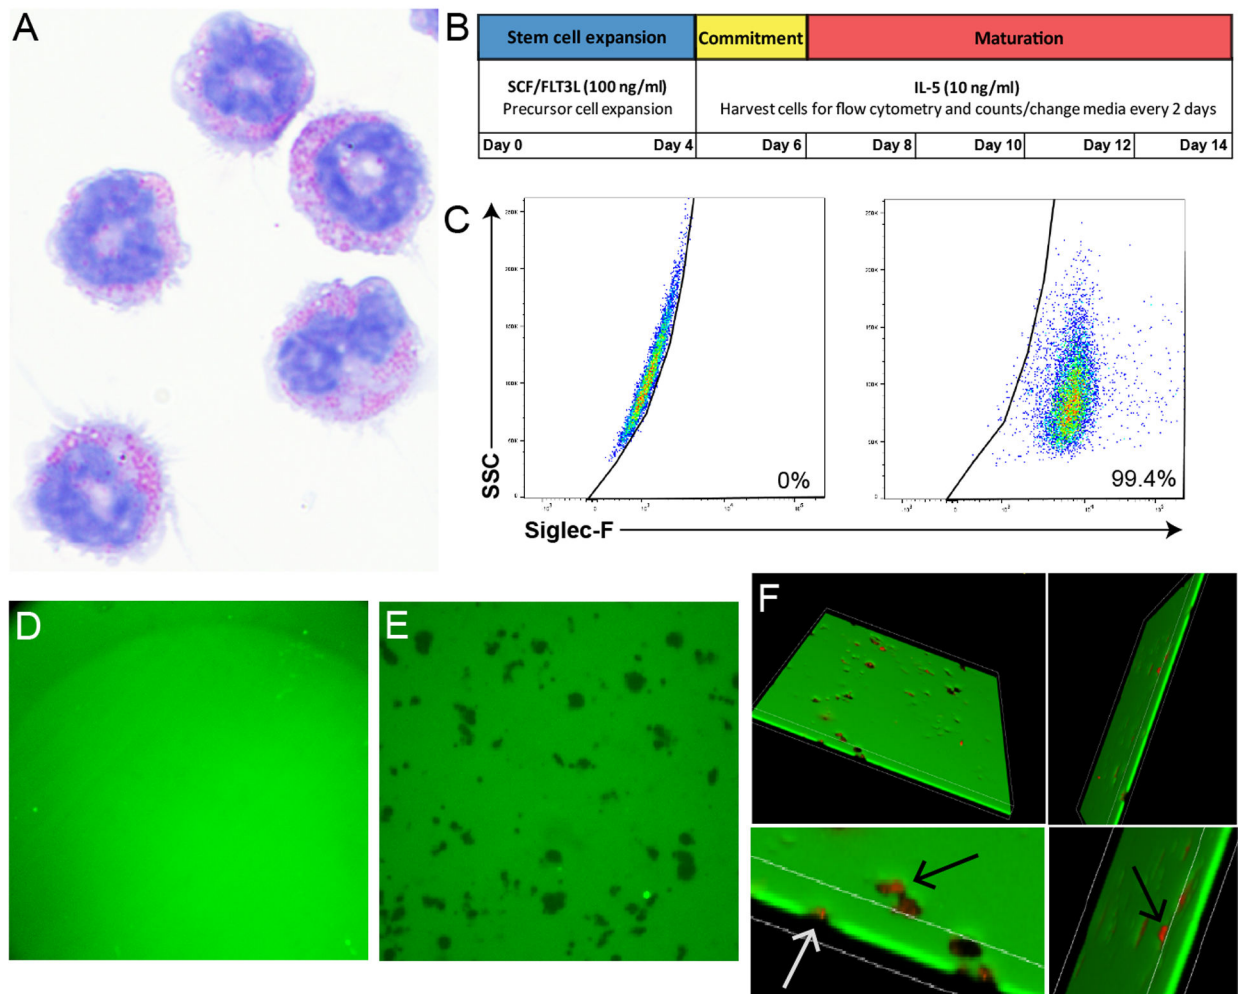 A
B
Stem cell expansion Commitment Maturation
SCF/FLT3L (100 ng/ml)
Precursor cell expansion
IL-5 (10 ng/ml)
Harvest cells for flow cytometry and counts/change media every 2 days
Day 0 Day 4 Day 6 Day 8 Day 10 Day 12 Day 14
C
SSC
0%
99.4%
Siglec-F
D
E
F